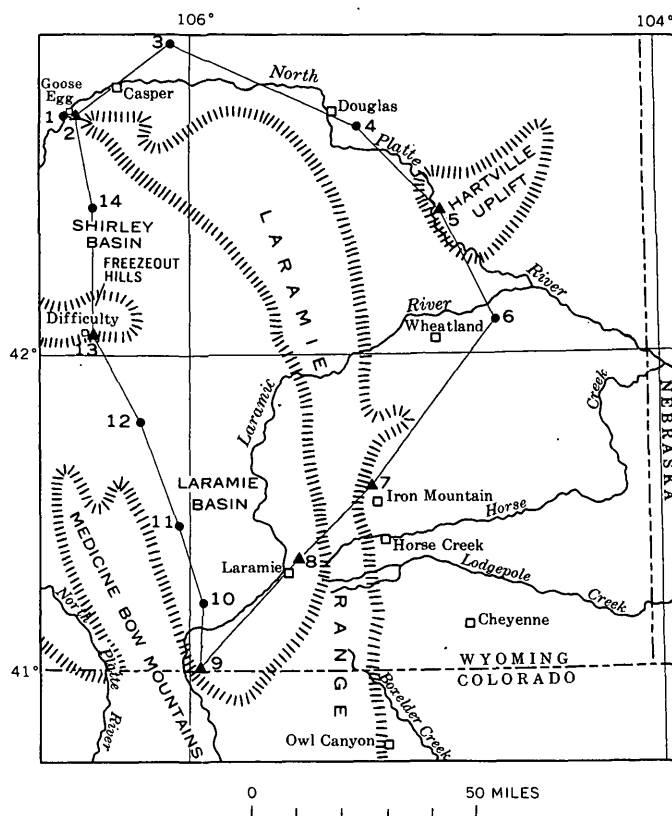 106°
104°
3
North
Goose
Egg
Casper
Douglas
1
2
4
Platte
HARTVILLE
UPLIFT
14
SHIRLEY
BASIN
5
FREEZEOUT
HILLS
LARAMIE
River
River
Difficulty
13
Wheatland
6
42°
Creek
NEBRASKA
12
Laramic
LARAMIE
BASIN
7
Iron Mountain
11
Horse
MEDICINE BOW MOUNTAINS
Horse Creek
Laramie
8
Lodgepole
North
Platte
River
10
RANGE
Creek
Cheyenne
41°
9
WYOMING
COLORADO
Boxelder Creek
Owl Canyon
0 50 MILES